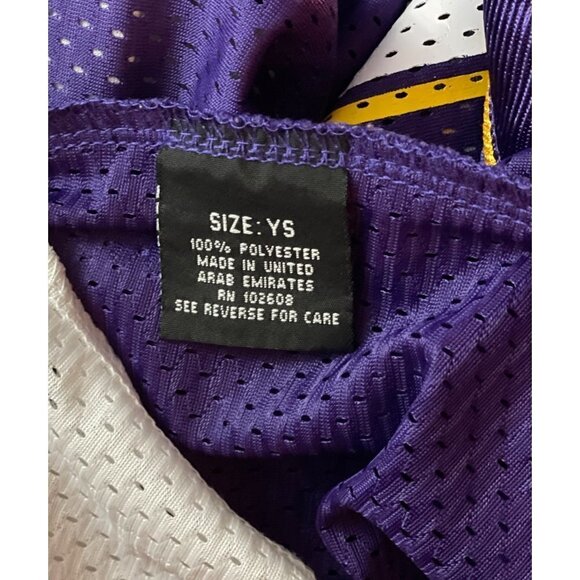 SIZE: YS
100% POLYESTER
MADE IN UNITED
ARAB EMIRATES
RN 102608
SEE REVERSE FOR CARE